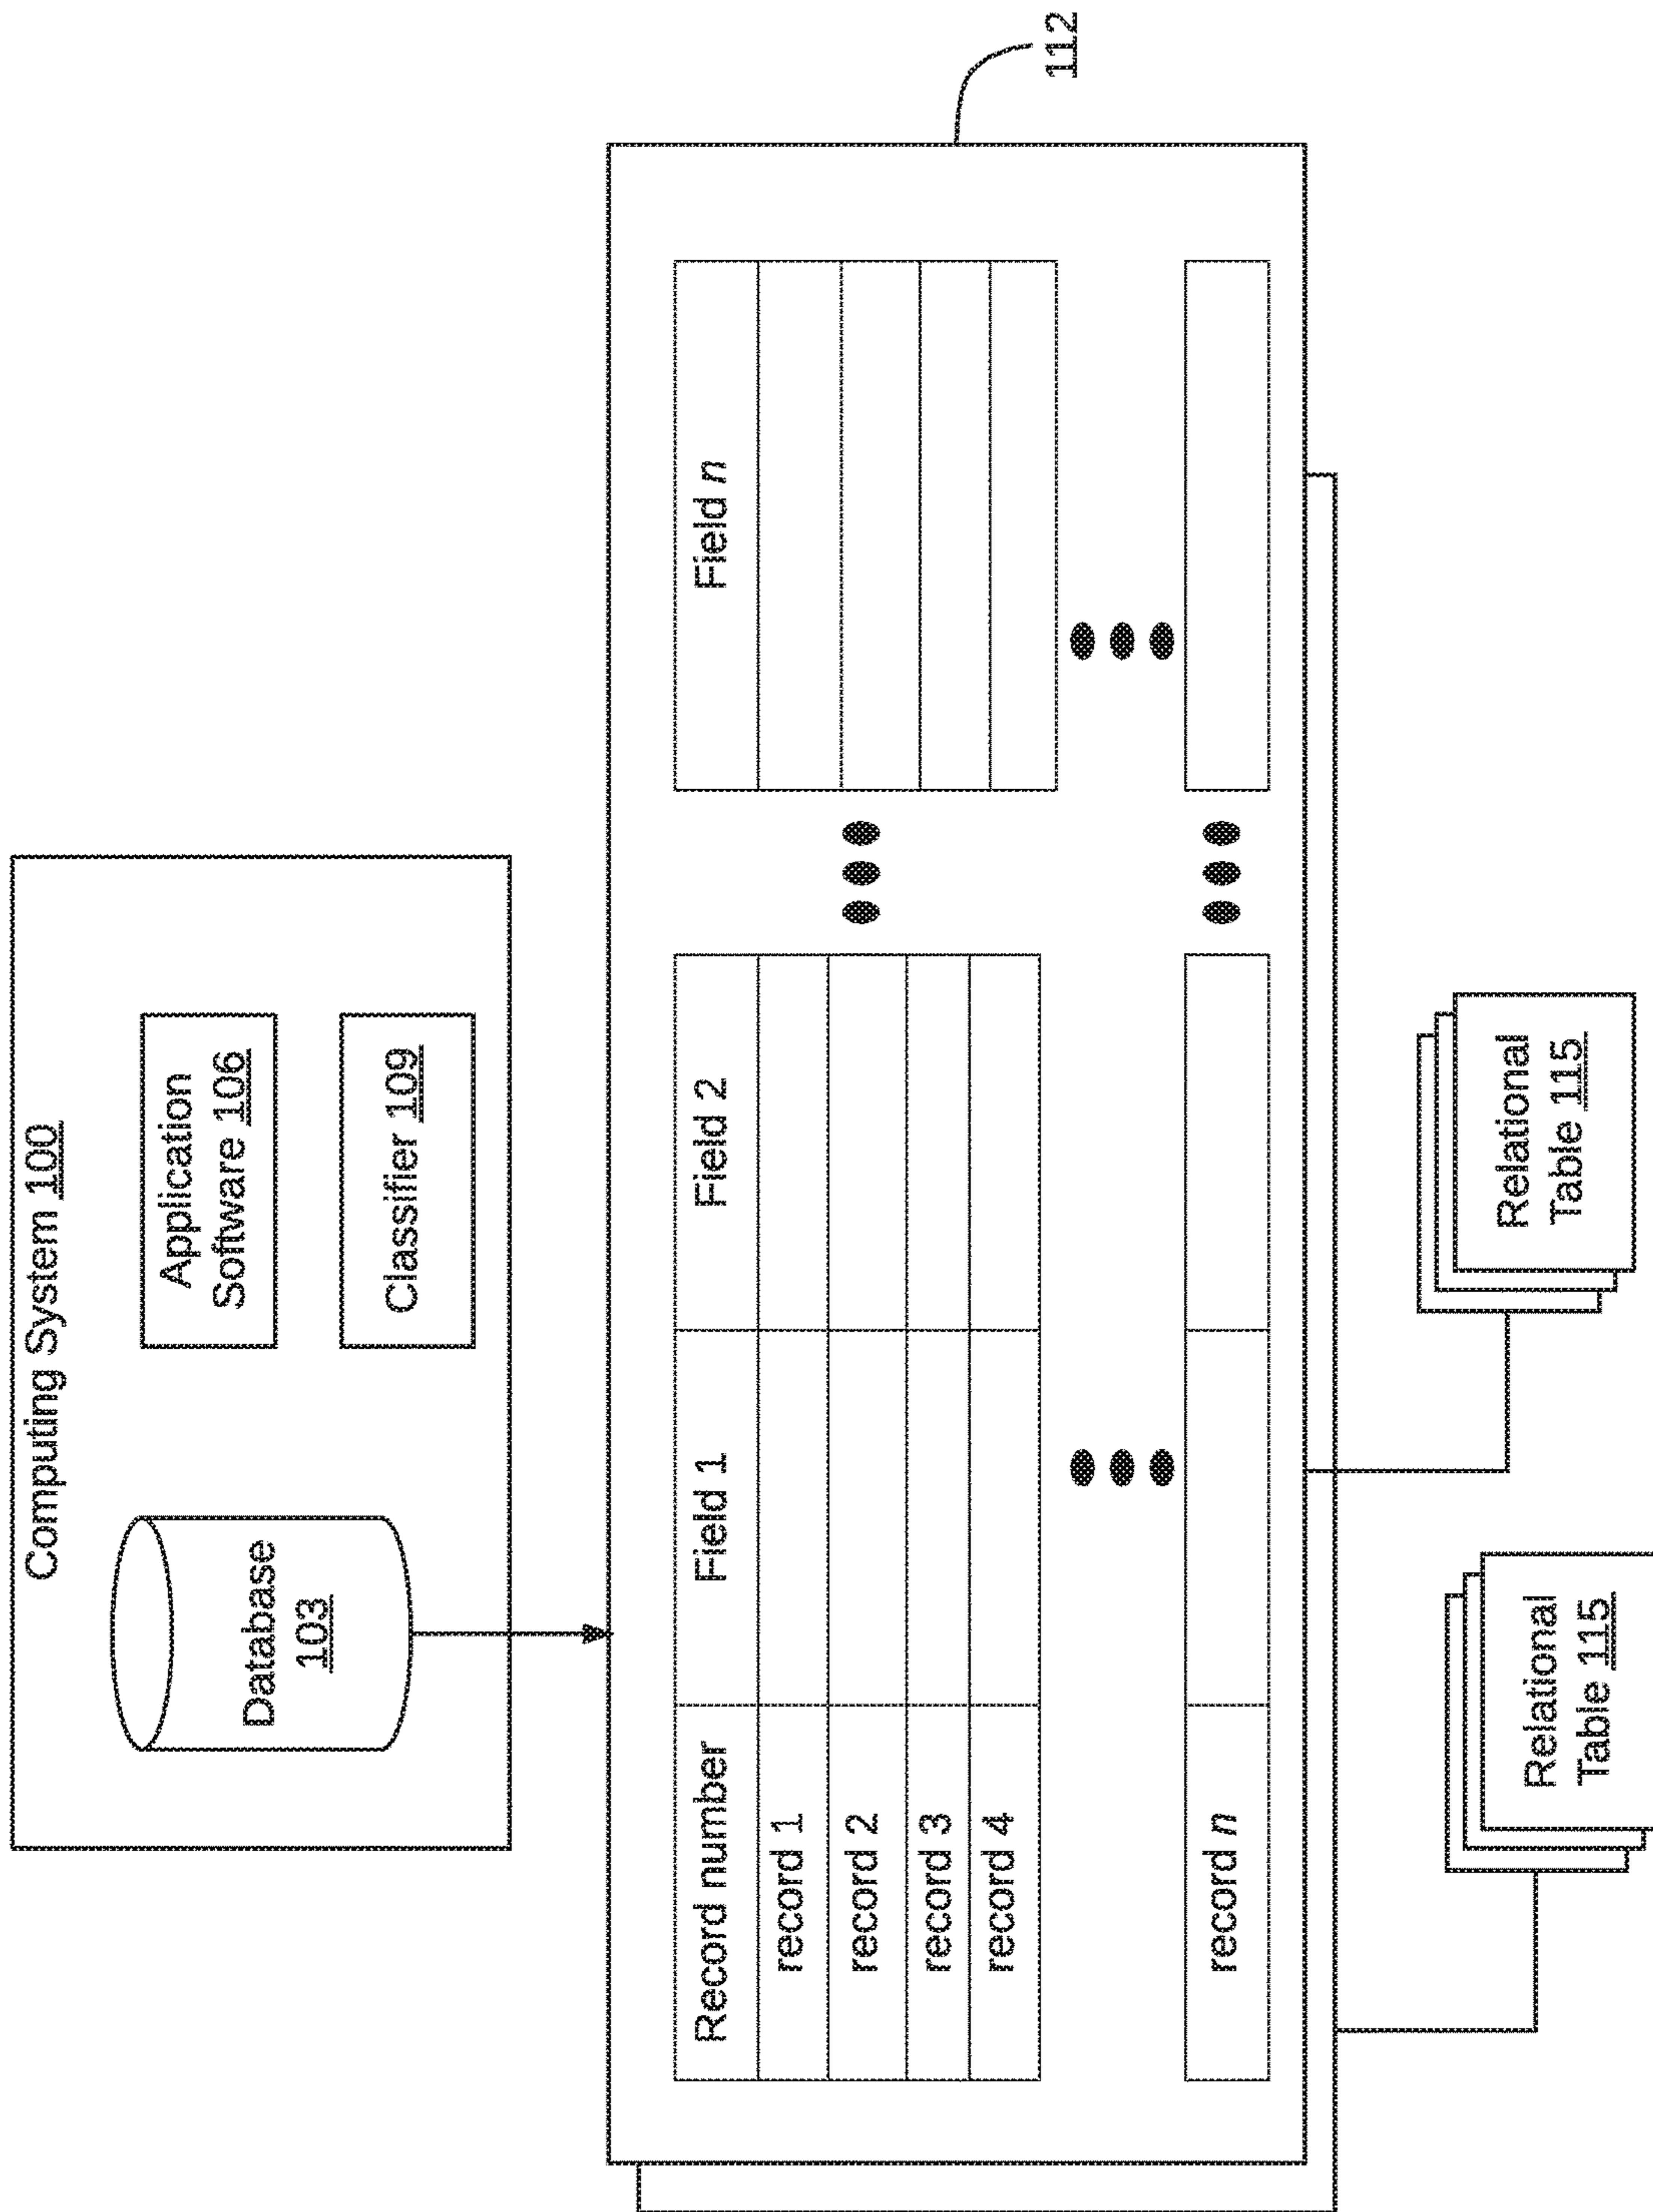 Computing System 100
Database
103
Application
Software 106
Classifier 109
112
Record number
Field 1
Field 2
Field n
record 1
record 2
record 3
record 4
record n
Relational
Table 115
Relational
Table 115